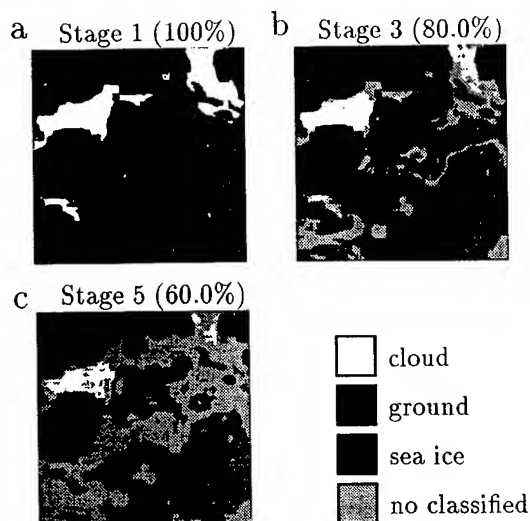 a Stage 1 (100%)
b Stage 3 (80.0%)
c Stage 5 (60.0%)
cloud
ground
sea ice
no classified